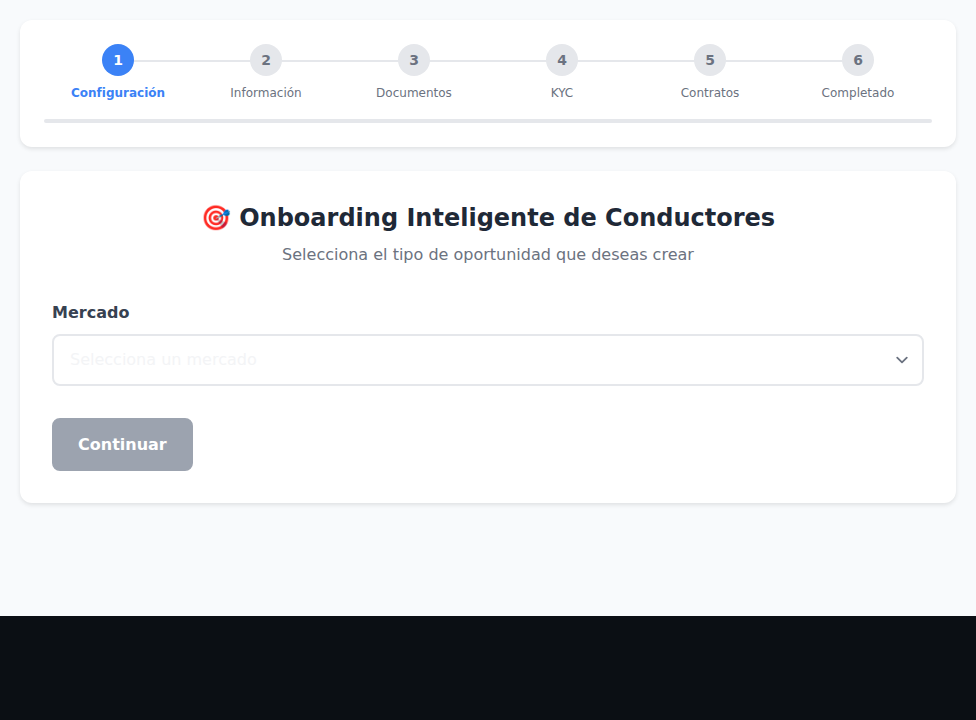 1 2 3 4 5 6
Configuración Información Documentos KYC Contratos Completado
🎯 Onboarding Inteligente de Conductores
Selecciona el tipo de oportunidad que deseas crear
Mercado
Selecciona un mercado
Continuar